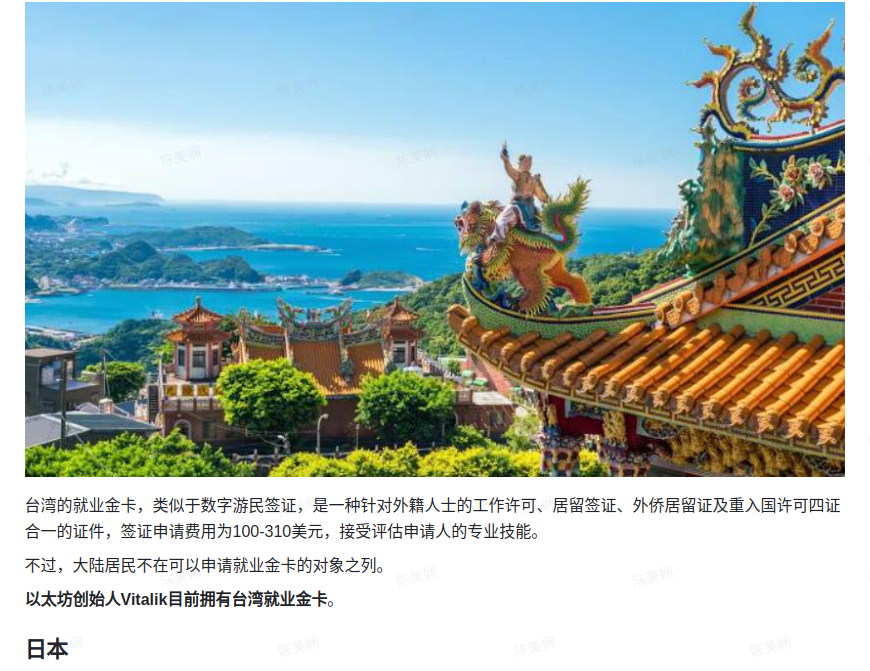 台湾的就业金卡，类似于数字游民签证，是一种针对外籍人士的工作许可、居留签证、外侨居留证及重入国许可四证
合一的证件，签证申请费用为100-310美元，接受评估申请人的专业技能。
不过，大陆居民不在可以申请就业金卡的对象之列。
以太坊创始人Vitalik目前拥有台湾就业金卡。
日本
陈美娴